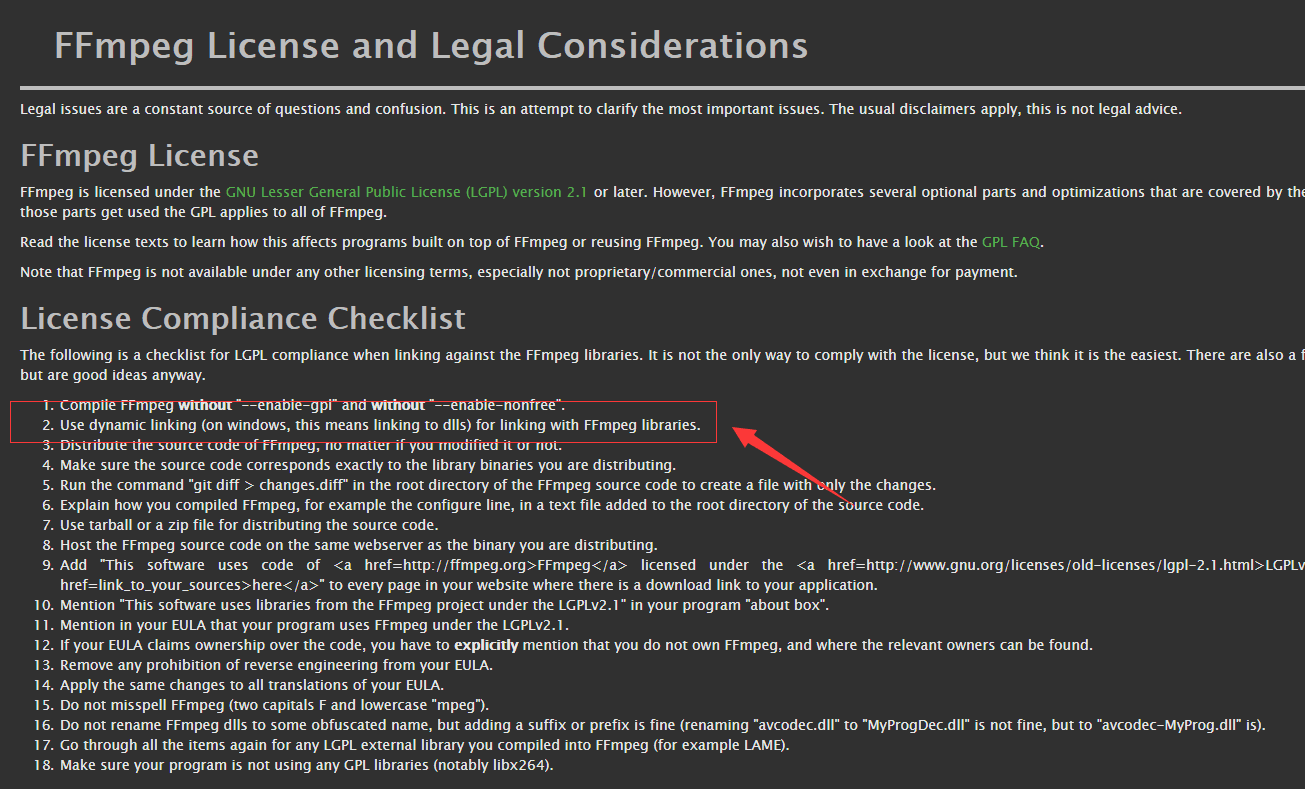 FFmpeg License and Legal Considerations
Legal issues are a constant source of questions and confusion. This is an attempt to clarify the most important issues. The usual disclaimers apply, this is not legal advice.
FFmpeg License
FFmpeg is licensed under the GNU Lesser General Public License (LGPL) version 2.1 or later. However, FFmpeg incorporates several optional parts and optimizations that are covered by the
those parts get used the GPL applies to all of FFmpeg.
Read the license texts to learn how this affects programs built on top of FFmpeg or reusing FFmpeg. You may also wish to have a look at the GPL FAQ.
Note that FFmpeg is not available under any other licensing terms, especially not proprietary/commercial ones, not even in exchange for payment.
License Compliance Checklist
The following is a checklist for LGPL compliance when linking against the FFmpeg libraries. It is not the only way to comply with the license, but we think it is the easiest. There are also a f
but are good ideas anyway.
1. Compile FFmpeg without "--enable-gpl" and without "--enable-nonfree".
2. Use dynamic linking (on windows, this means linking to dlls) for linking with FFmpeg libraries.
3. Distribute the source code of FFmpeg, no matter if you modified it or not.
4. Make sure the source code corresponds exactly to the library binaries you are distributing.
5. Run the command "git diff > changes.diff" in the root directory of the FFmpeg source code to create a file with only the changes.
6. Explain how you compiled FFmpeg, for example the configure line, in a text file added to the root directory of the source code.
7. Use tarball or a zip file for distributing the source code.
8. Host the FFmpeg source code on the same webserver as the binary you are distributing.
9. Add "This software uses code of <a href=http://ffmpeg.org>FFmpeg</a> licensed under the <a href=http://www.gnu.org/licenses/old-licenses/lgpl-2.1.html>LGPLv
href=link_to_your_sources>here</a>" to every page in your website where there is a download link to your application.
10. Mention "This software uses libraries from the FFmpeg project under the LGPLv2.1" in your program "about box".
11. Mention in your EULA that your program uses FFmpeg under the LGPLv2.1.
12. If your EULA claims ownership over the code, you have to explicitly mention that you do not own FFmpeg, and where the relevant owners can be found.
13. Remove any prohibition of reverse engineering from your EULA.
14. Apply the same changes to all translations of your EULA.
15. Do not misspell FFmpeg (two capitals F and lowercase "mpeg").
16. Do not rename FFmpeg dlls to some obfuscated name, but adding a suffix or prefix is fine (renaming "avcodec.dll" to "MyProgDec.dll" is not fine, but to "avcodec-MyProg.dll" is).
17. Go through all the items again for any LGPL external library you compiled into FFmpeg (for example LAME).
18. Make sure your program is not using any GPL libraries (notably libx264).